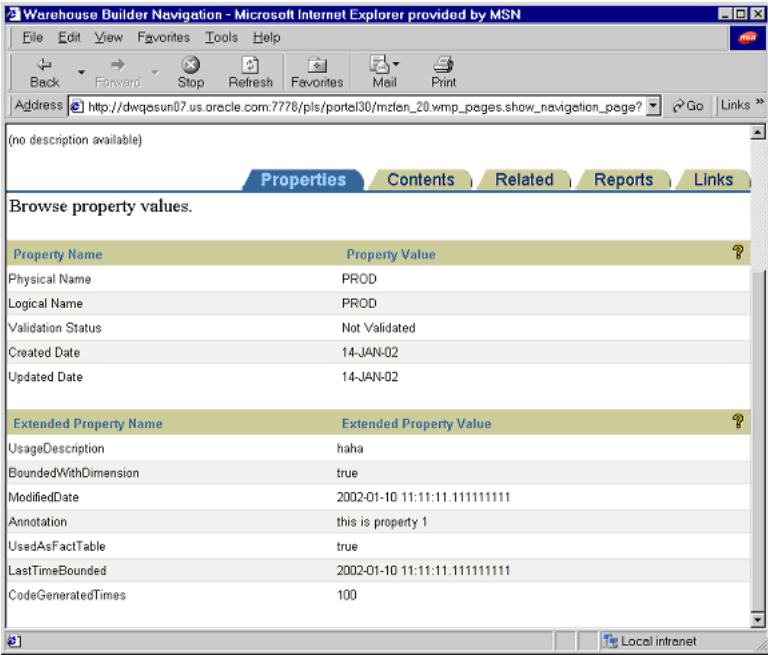 Warehouse Builder Navigation - Microsoft Internet Explorer provided by MSN
File Edit View Favorites Tools Help
msn
Back Forward Stop Refresh Favorites Mail Print
Address http://dwqasun07.us.oracle.com:7778/pls/portal30/mzfan_20.wmp_pages.show_navigation_page? Go Links »
(no description available)
Properties Contents Related Reports Links
Browse property values.
Property Name Property Value ?
Physical Name PROD
Logical Name PROD
Validation Status Not Validated
Created Date 14-JAN-02
Updated Date 14-JAN-02
Extended Property Name Extended Property Value ?
UsageDescription haha
BoundedWithDimension true
ModifiedDate 2002-01-10 11:11:11.111111111
Annotation this is property 1
UsedAsFactTable true
LastTimeBounded 2002-01-10 11:11:11.111111111
CodeGeneratedTimes 100
Local intranet